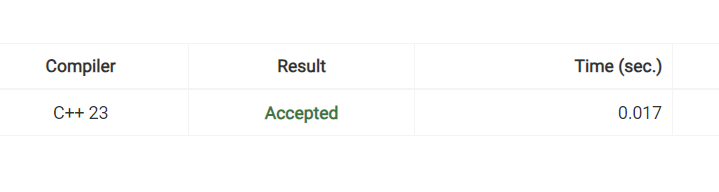 Compiler Result Time (sec.)
C++ 23 Accepted 0.017